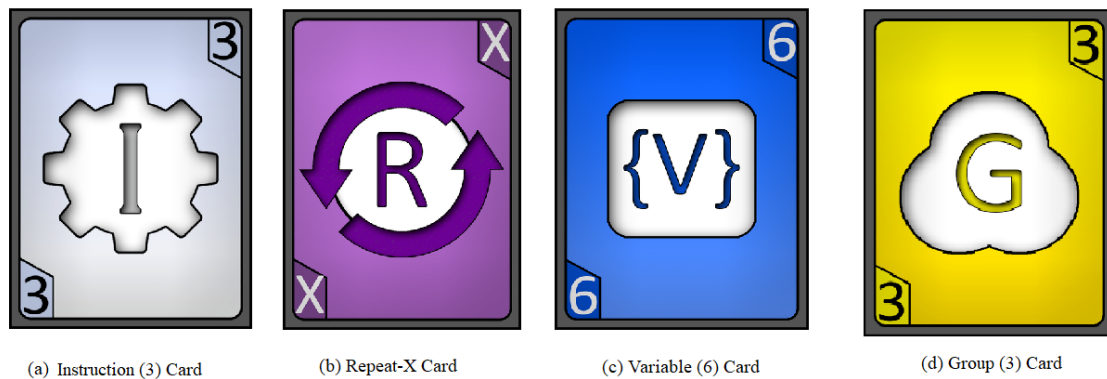 3
I
3
X
R
X
6
{V}
6
3
G
3
(a) Instruction (3) Card
(b) Repeat-X Card
(c) Variable (6) Card
(d) Group (3) Card